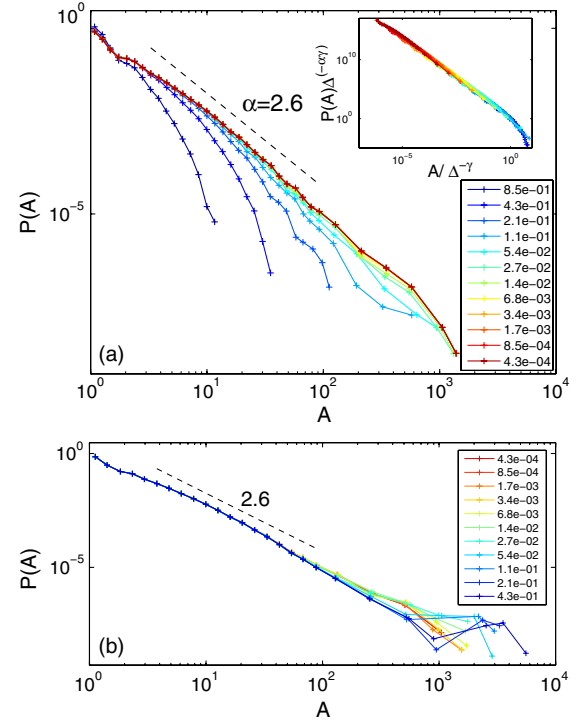 10^0
10^-5
P(A)
10^0 10^1 10^2 10^3 10^4
A
(a)
α=2.6
P(A)Δ^(-αγ)
10^10
10^0
10^-5 10^0
A/ Δ^-γ
8.5e−01
4.3e−01
2.1e−01
1.1e−01
5.4e−02
2.7e−02
1.4e−02
6.8e−03
3.4e−03
1.7e−03
8.5e−04
4.3e−04
10^0
10^-5
P(A)
10^0 10^1 10^2 10^3 10^4
A
(b)
2.6
4.3e−04
8.5e−04
1.7e−03
3.4e−03
6.8e−03
1.4e−02
2.7e−02
5.4e−02
1.1e−01
2.1e−01
4.3e−01